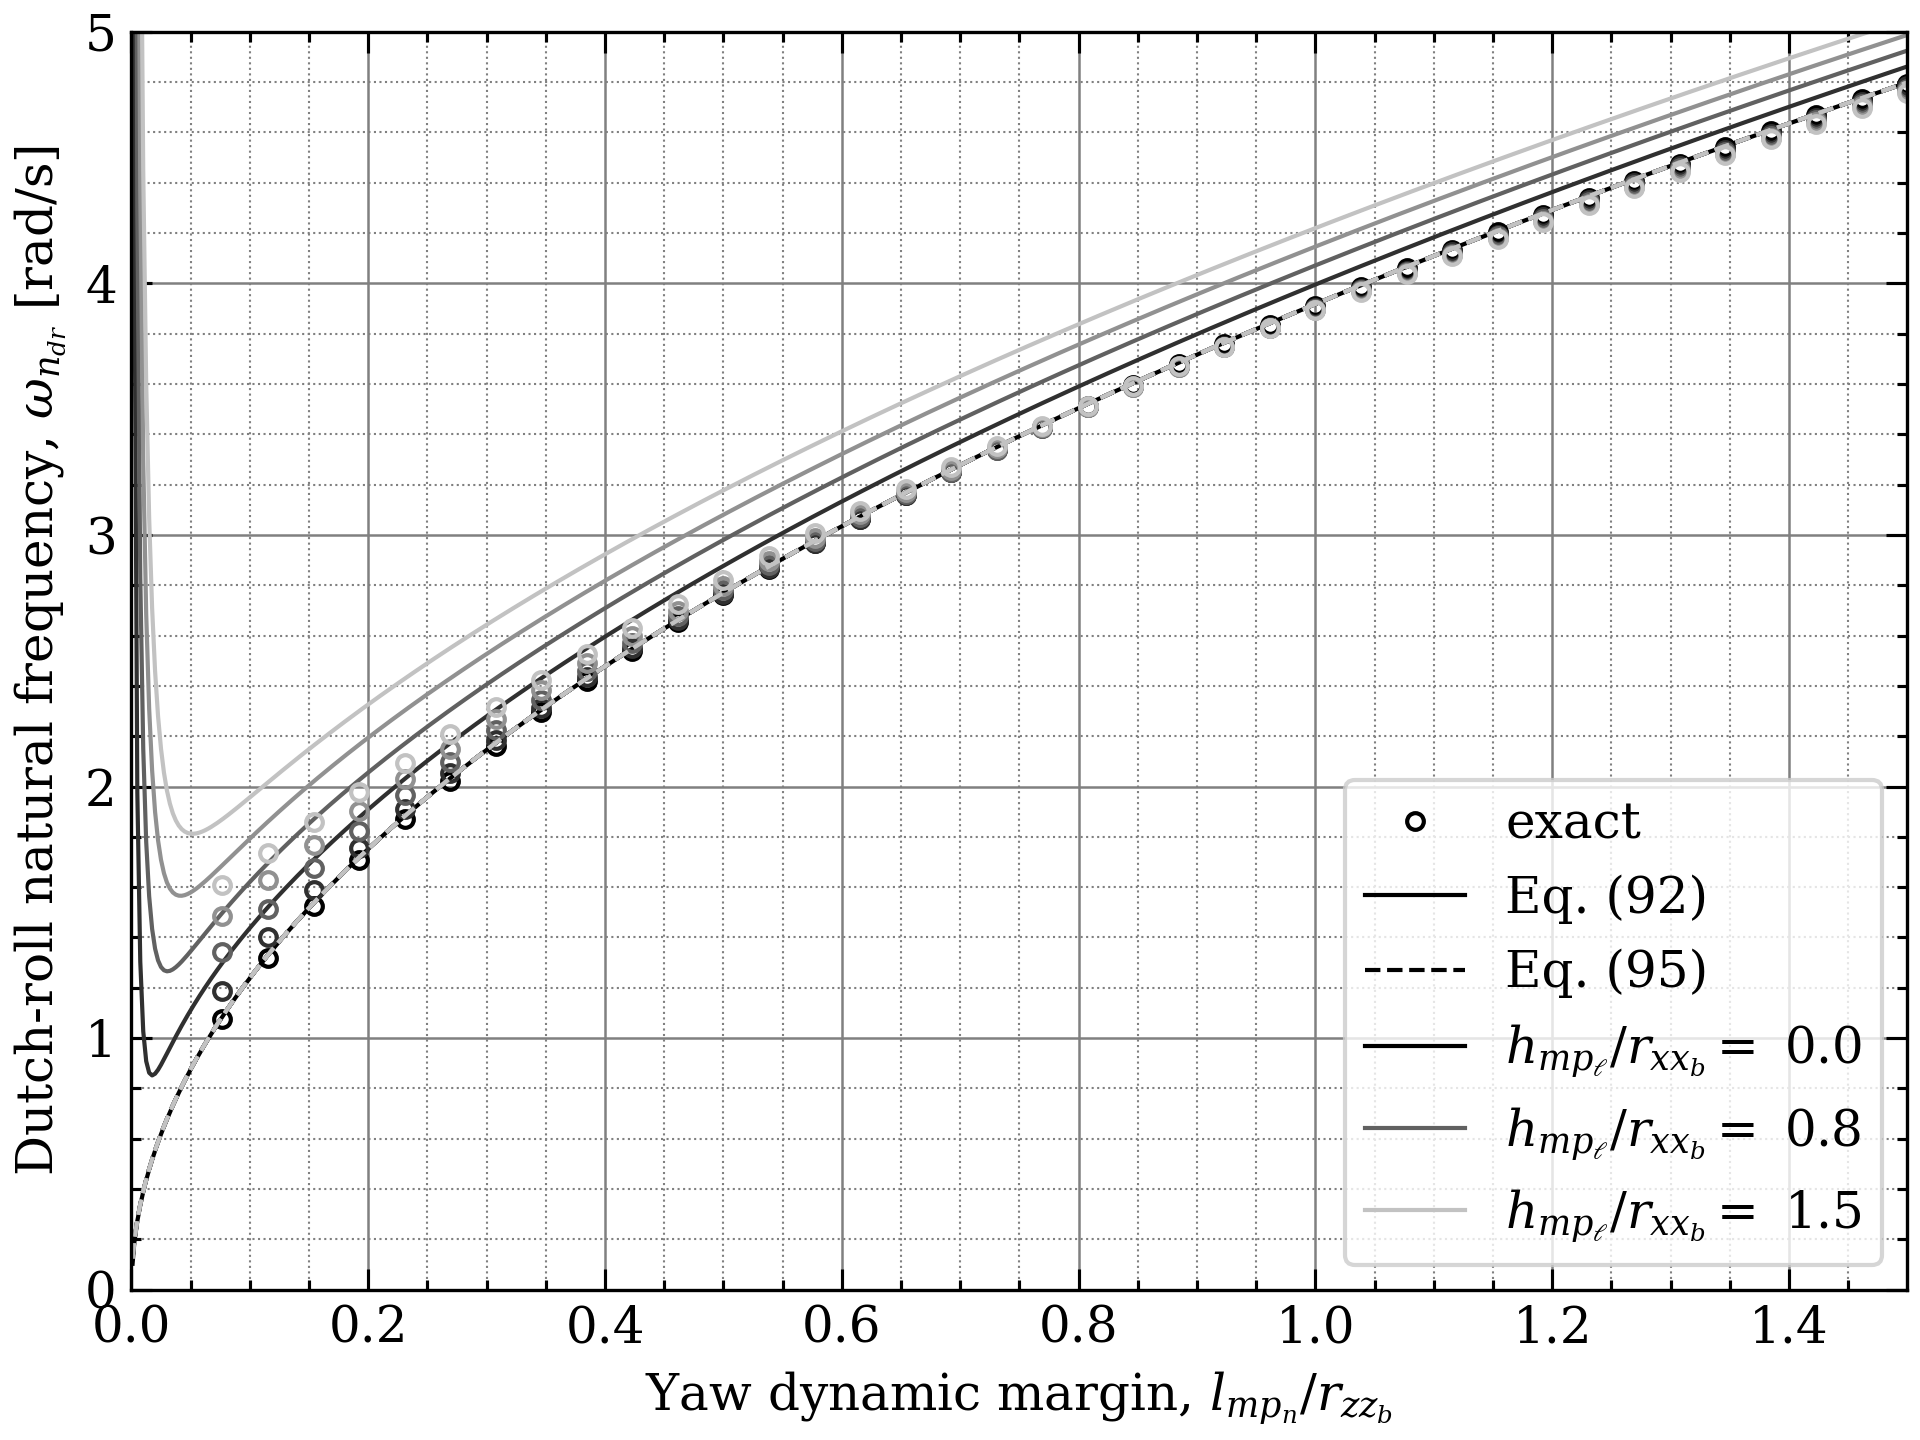 Dutch-roll natural frequency, ω_{n_{dr}} [rad/s]
5
4
3
2
1
0
0.0 0.2 0.4 0.6 0.8 1.0 1.2 1.4
Yaw dynamic margin, l_{mp_n}/r_{zz_b}
exact
Eq. (92)
Eq. (95)
h_{mp_ℓ}/r_{xx_b} = 0.0
h_{mp_ℓ}/r_{xx_b} = 0.8
h_{mp_ℓ}/r_{xx_b} = 1.5